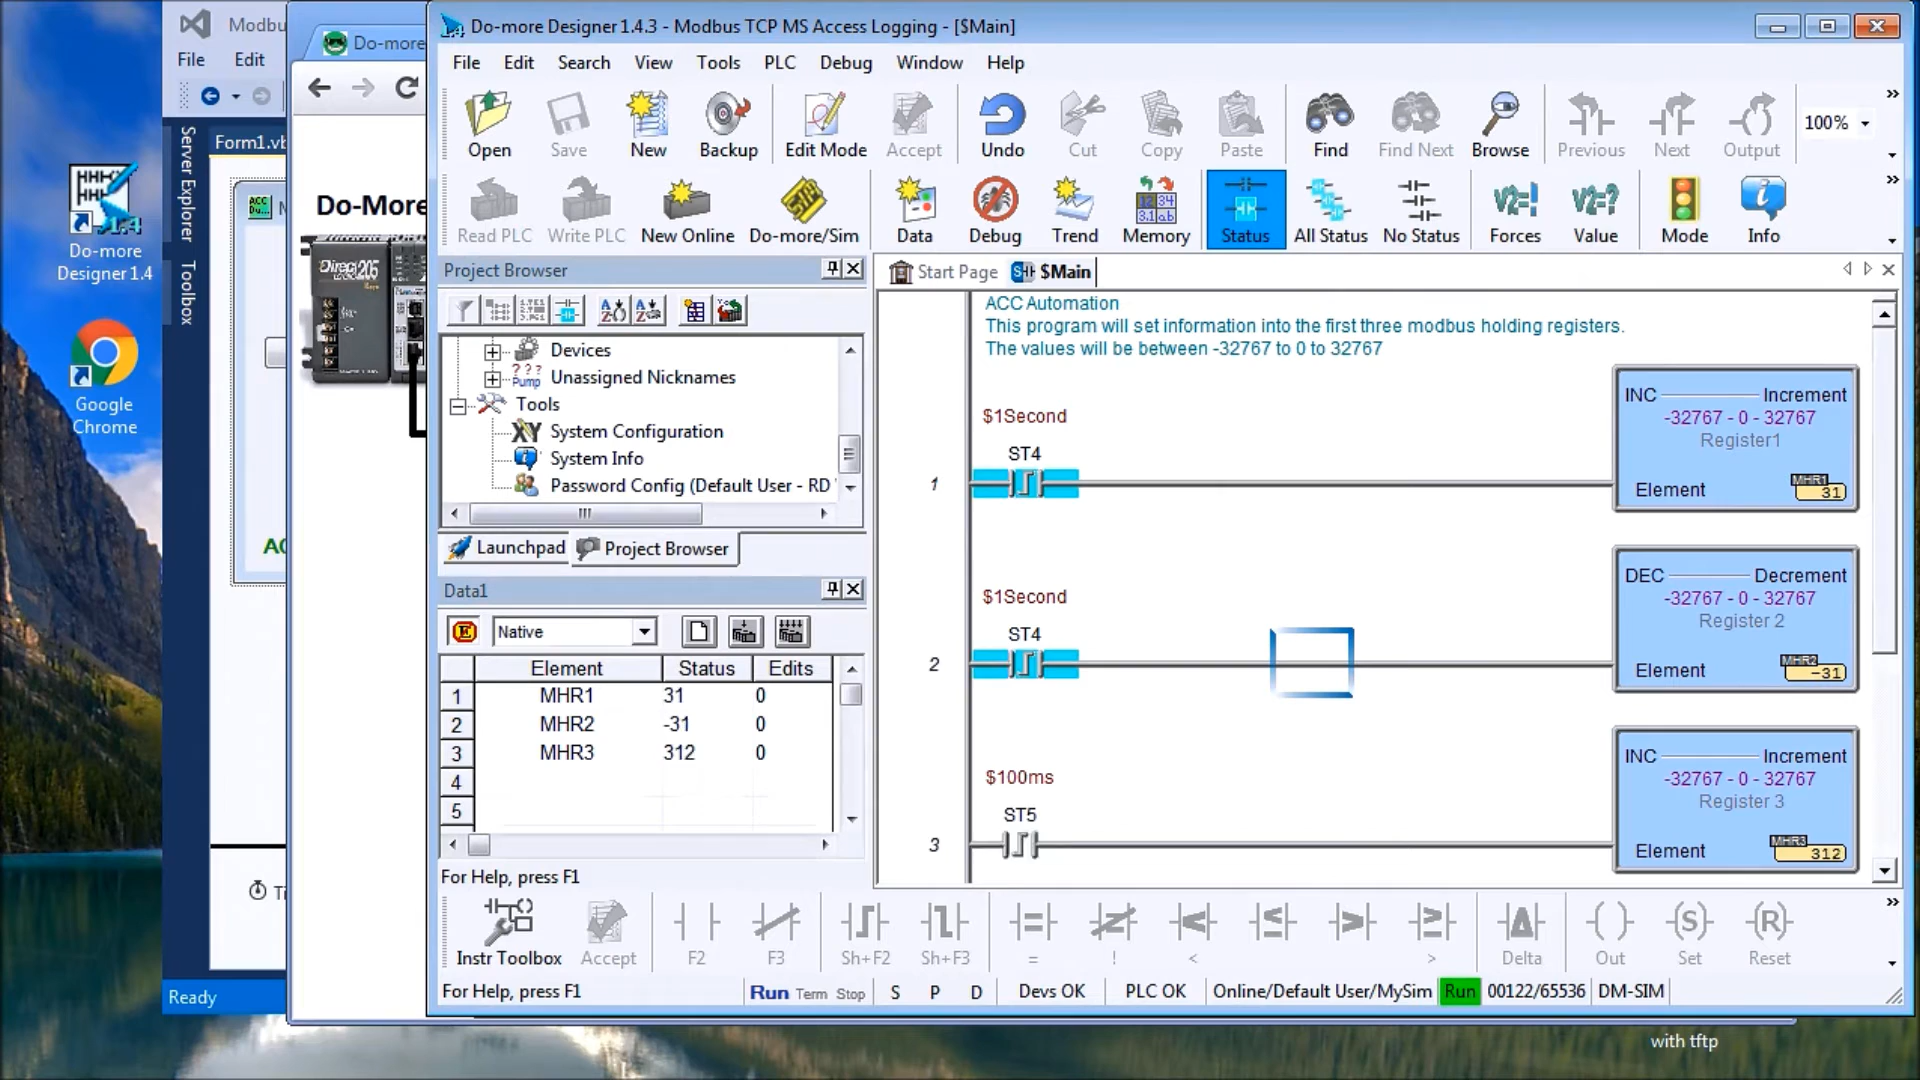 Do-more
Designer 1.4
Google
Chrome
Modbu
File Edit
Server Explorer
Toolbox
Form1.vb
Ready
Do-more
Do-More
Direct
LOGIC 205
Do-more Designer 1.4.3 - Modbus TCP MS Access Logging - [$Main]
File Edit Search View Tools PLC Debug Window Help
Open Save New Backup Edit Mode Accept Undo Cut Copy Paste Find Find Next Browse Previous Next Output 100%
Read PLC Write PLC New Online Do-more/Sim Data Debug Trend Memory Status All Status No Status Forces Value Mode Info
Project Browser
Devices
Unassigned Nicknames
Tools
System Configuration
System Info
Password Config (Default User - RD
Launchpad Project Browser
Data1
Native
Element Status Edits
1 MHR1 31 0
2 MHR2 -31 0
3 MHR3 312 0
4
5
For Help, press F1
Start Page $Main
ACC Automation
This program will set information into the first three modbus holding registers.
The values will be between -32767 to 0 to 32767
$1Second
ST4
1
INC Increment
-32767 - 0 - 32767
Register1
MHR1
Element 31
$1Second
ST4
2
DEC Decrement
-32767 - 0 - 32767
Register 2
MHR2
Element -31
$100ms
ST5
3
INC Increment
-32767 - 0 - 32767
Register 3
MHR3
Element 312
Instr Toolbox Accept F2 F3 Sh+F2 Sh+F3 = ! < > Delta Out Set Reset
For Help, press F1 Run Term Stop S P D Devs OK PLC OK Online/Default User/MySim Run 00122/65536 DM-SIM
with tftp